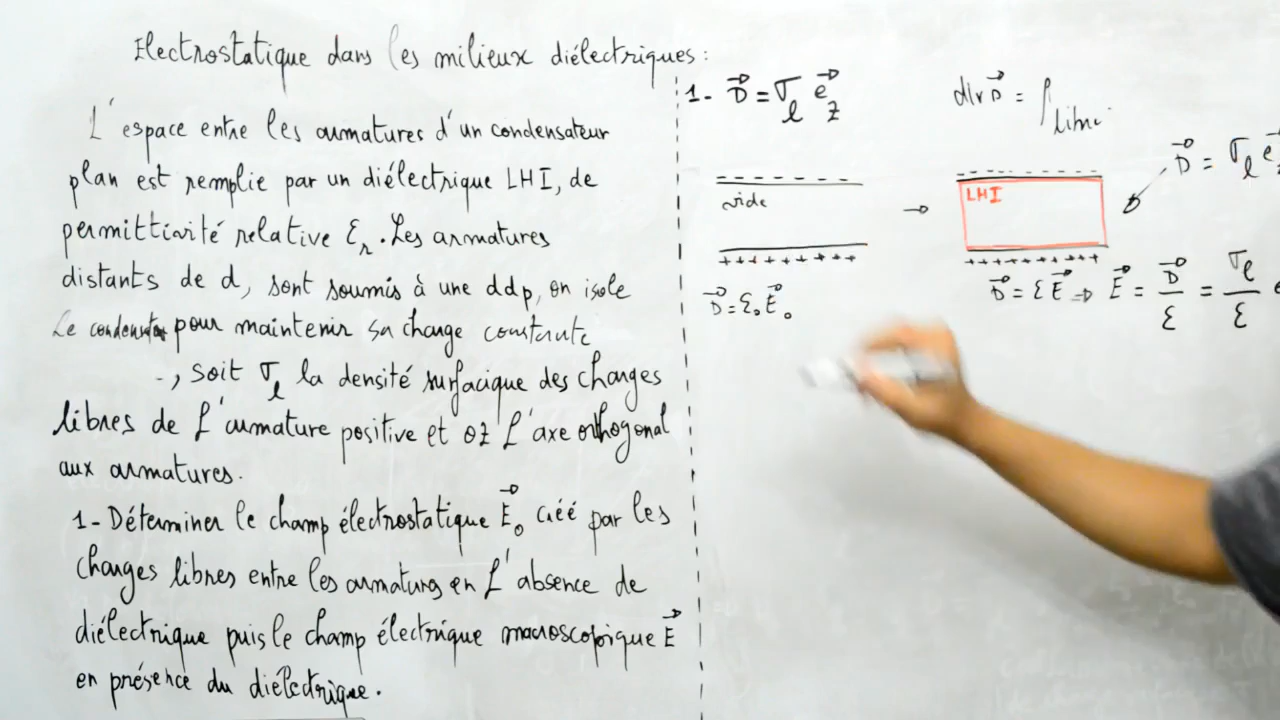 Electrostatique dans les milieux diélectriques :
L'espace entre les armatures d'un condensateur
plan est remplie par un diélectrique LHI, de
permittivité relative εr. Les armatures
distants de d, sont soumis à une ddp, on isole
Le condensat pour maintenir sa charge constante
, soit σl la densité surfacique des charges
libres de L'armature positive et OZ L'axe orthogonal
aux armatures.
1- Déterminer le champ électrostatique E⃗₀ créé par les
charges libres entre les armatures en L'absence de
diélectrique puis le champ électrique macroscopique E⃗
en présence du diélectrique.
1- D⃗ = σl e⃗z
div D⃗ = ρlibre
D⃗ = σl e⃗z
vide →
LHI
D⃗ = ε₀ E⃗₀
D⃗ = ε E⃗ ⇒ E⃗ = D⃗/ε = σl/ε e